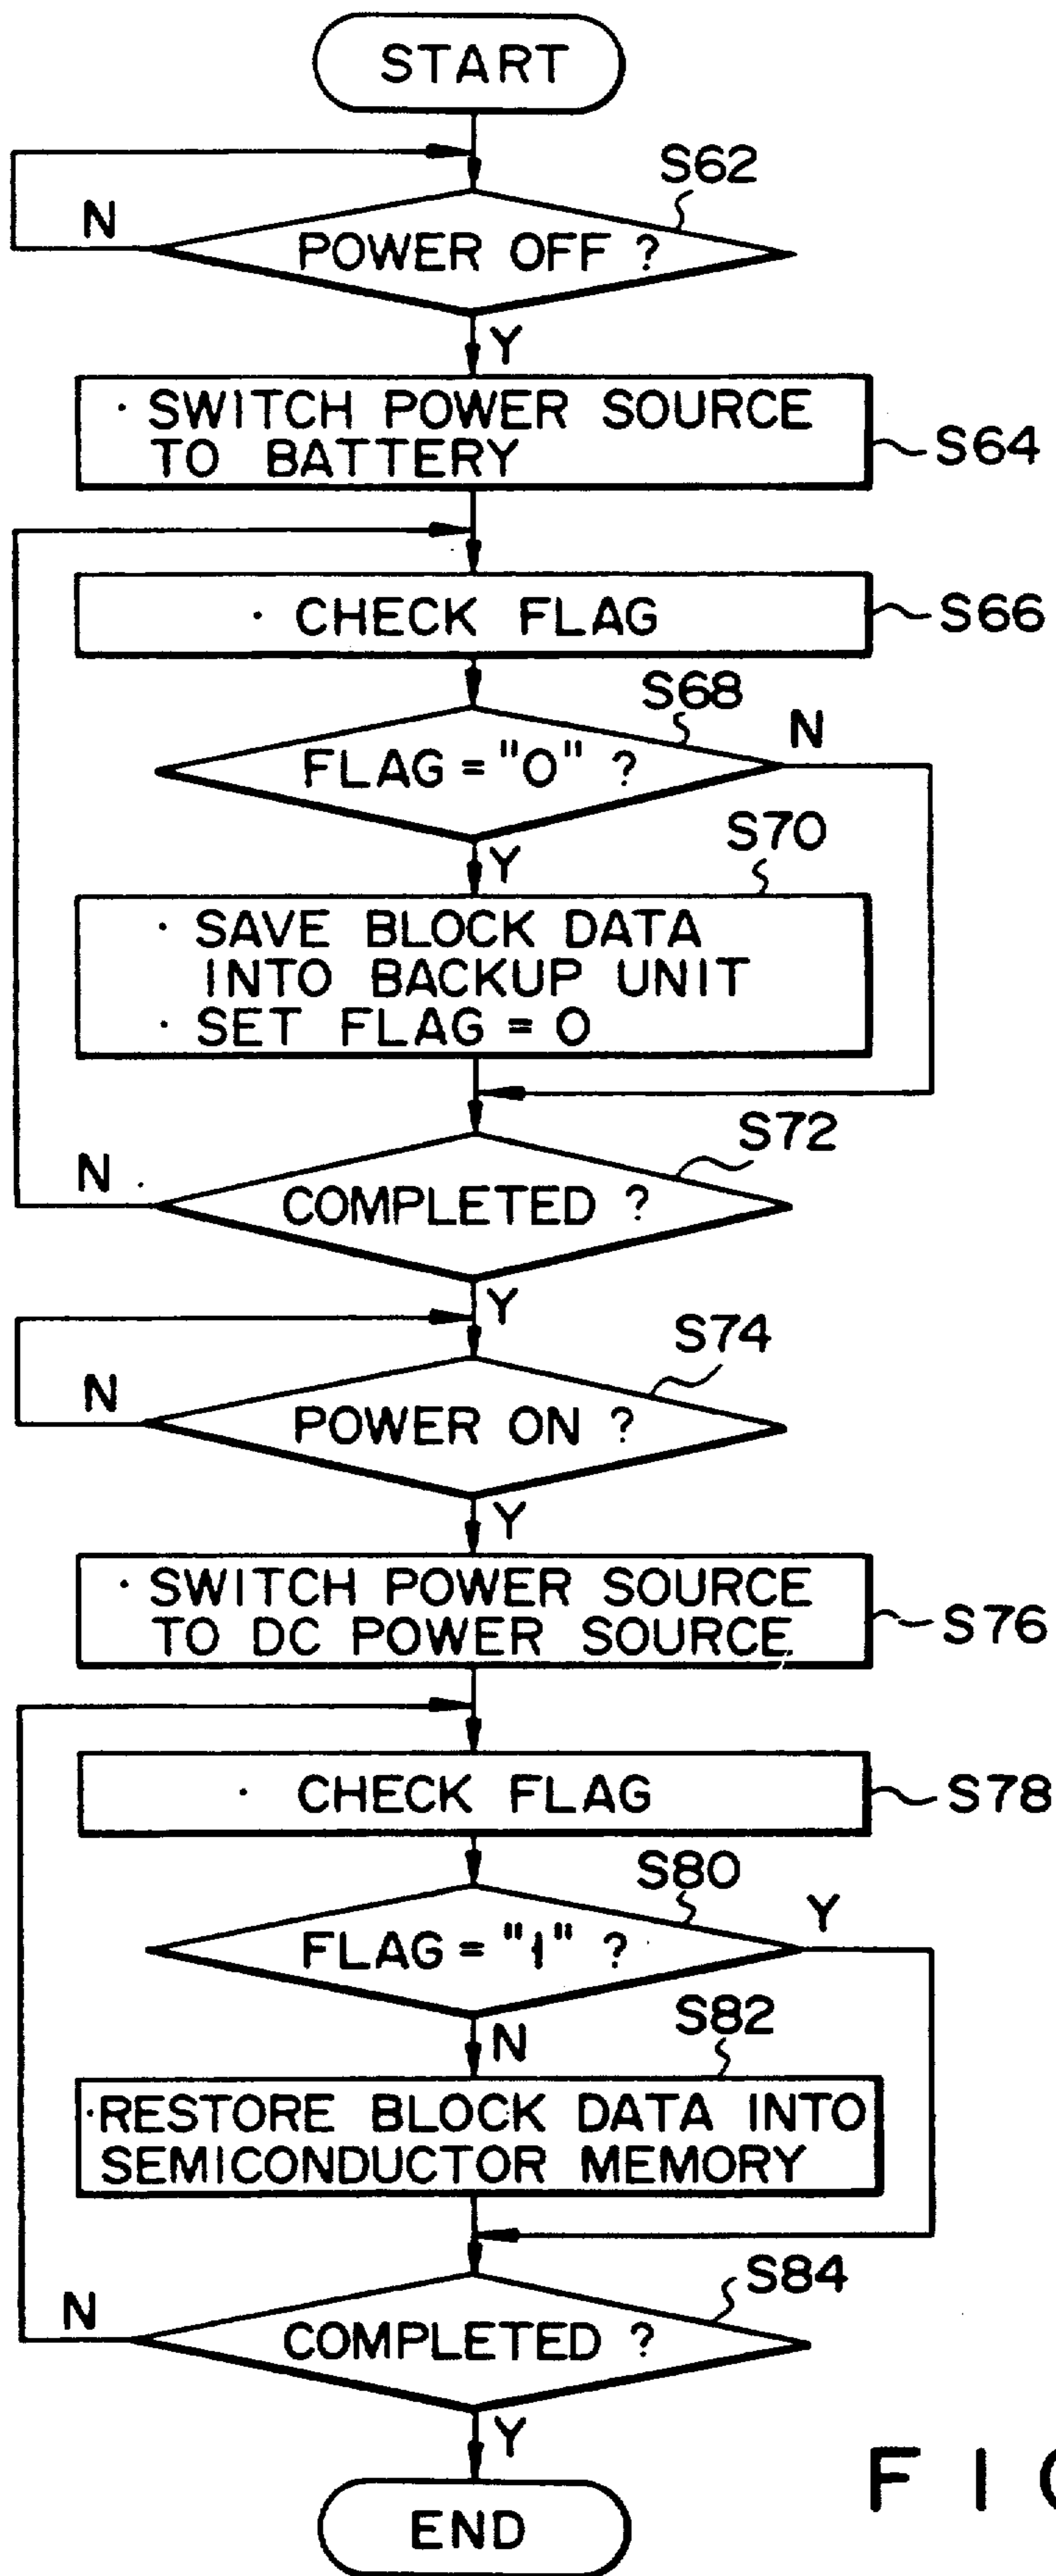 START
S62
N
POWER OFF ?
Y
· SWITCH POWER SOURCE
TO BATTERY
S64
· CHECK FLAG
S66
S68
FLAG = "0" ?
N
Y
S70
· SAVE BLOCK DATA
INTO BACKUP UNIT
· SET FLAG = 0
S72
N
COMPLETED ?
Y
S74
N
POWER ON ?
Y
· SWITCH POWER SOURCE
TO DC POWER SOURCE
S76
· CHECK FLAG
S78
S80
FLAG = "1" ?
Y
N
S82
·RESTORE BLOCK DATA INTO
SEMICONDUCTOR MEMORY
S84
N
COMPLETED ?
Y
END
F I